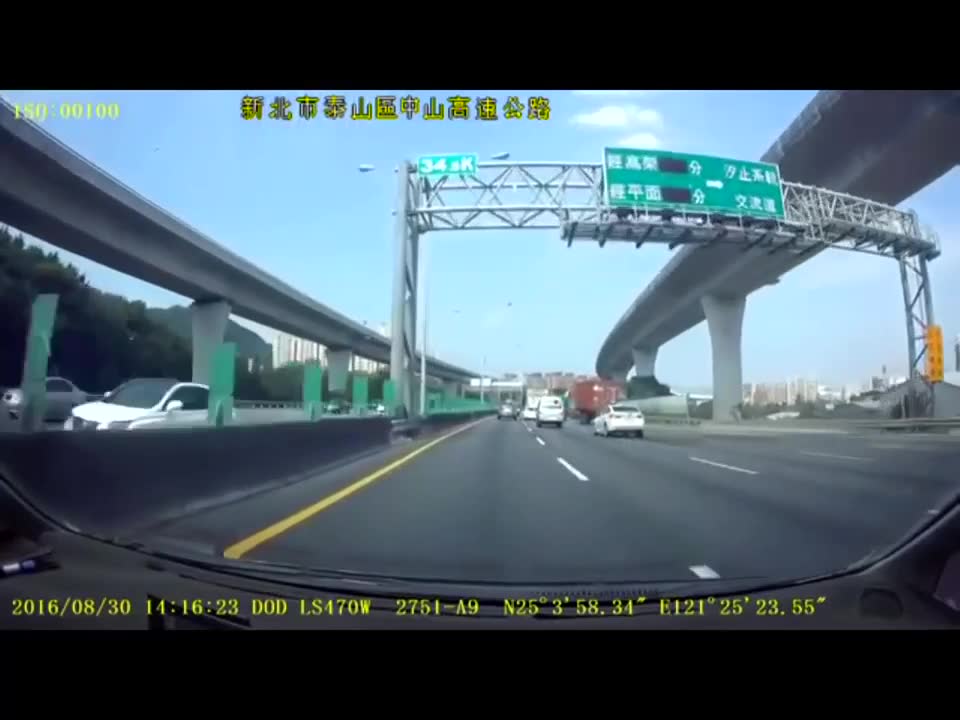 ISO:00100
新北市泰山區中山高速公路
34.8K
經高架 分 汐止系統
經平面 分 交流道
2016/08/30 14:16:23 DOD LS470W 2751-A9 N25°3'58.34" E121°25'23.55"